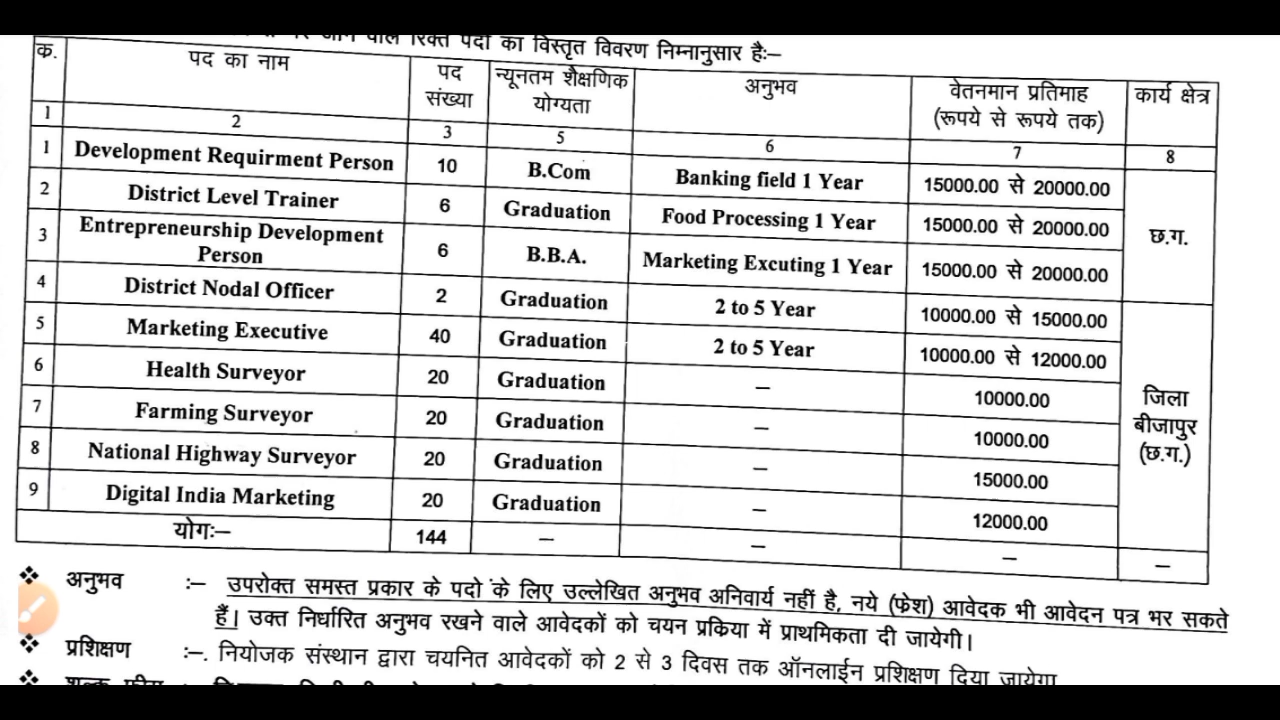 वाले रिक्त पदों का विस्तृत विवरण निम्नानुसार हैः–
क्र. पद का नाम पद संख्या न्यूनतम शैक्षणिक योग्यता अनुभव वेतनमान प्रतिमाह (रूपये से रूपये तक) कार्य क्षेत्र
1 2 3 5 6 7 8
1 Development Requirment Person 10 B.Com Banking field 1 Year 15000.00 से 20000.00 छ.ग.
2 District Level Trainer 6 Graduation Food Processing 1 Year 15000.00 से 20000.00
3 Entrepreneurship Development Person 6 B.B.A. Marketing Excuting 1 Year 15000.00 से 20000.00
4 District Nodal Officer 2 Graduation 2 to 5 Year 10000.00 से 15000.00 जिला बीजापुर (छ.ग.)
5 Marketing Executive 40 Graduation 2 to 5 Year 10000.00 से 12000.00
6 Health Surveyor 20 Graduation – 10000.00
7 Farming Surveyor 20 Graduation – 10000.00
8 National Highway Surveyor 20 Graduation – 15000.00
9 Digital India Marketing 20 Graduation – 12000.00
योगः– 144 – – – –
❖ अनुभव :– उपरोक्त समस्त प्रकार के पदो के लिए उल्लेखित अनुभव अनिवार्य नहीं है, नये (फ्रेश) आवेदक भी आवेदन पत्र भर सकते
हैं। उक्त निर्धारित अनुभव रखने वाले आवेदकों को चयन प्रक्रिया में प्राथमिकता दी जायेगी।
❖ प्रशिक्षण :–. नियोजक संस्थान द्वारा चयनित आवेदकों को 2 से 3 दिवस तक ऑनलाईन प्रशिक्षण दिया जायेगा